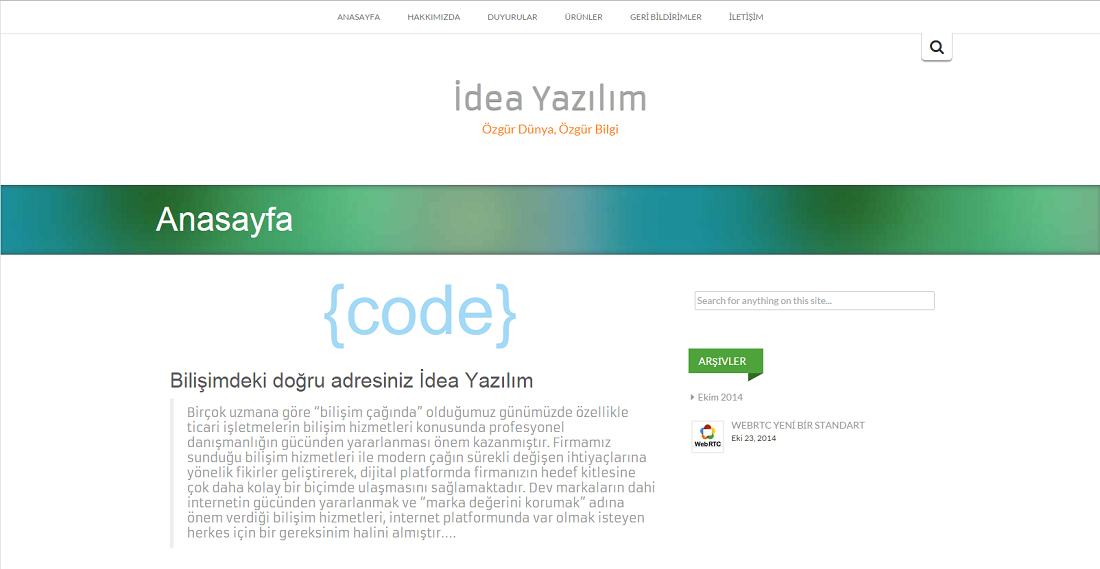 ANASAYFA HAKKIMIZDA DUYURULAR ÜRÜNLER GERİ BİLDİRİMLER İLETİŞİM
İdea Yazılım
Özgür Dünya, Özgür Bilgi
Anasayfa
{code}
Bilişimdeki doğru adresiniz İdea Yazılım
Birçok uzmana göre “bilişim çağında” olduğumuz günümüzde özellikle
ticari işletmelerin bilişim hizmetleri konusunda profesyonel
danışmanlığın gücünden yararlanması önem kazanmıştır. Firmamız
sunduğu bilişim hizmetleri ile modern çağın sürekli değişen ihtiyaçlarına
yönelik fikirler geliştirerek, dijital platformda firmanızın hedef kitlesine
çok daha kolay bir biçimde ulaşmasını sağlamaktadır. Dev markaların dahi
internetin gücünden yararlanmak ve “marka değerini korumak” adına
önem verdiği bilişim hizmetleri, internet platformunda var olmak isteyen
herkes için bir gereksinim halini almıştır....
Search for anything on this site...
ARŞİVLER
Ekim 2014
WebRTC
WEBRTC YENİ BİR STANDART
Eki 23, 2014